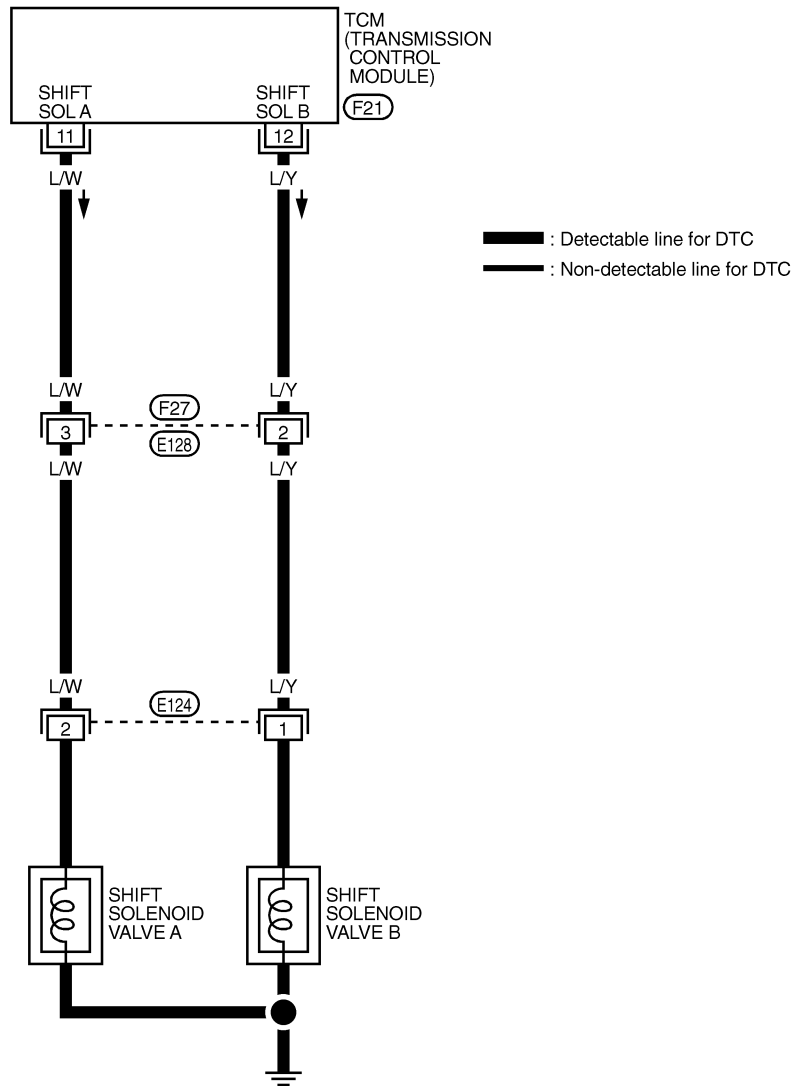 TCM
(TRANSMISSION
CONTROL
MODULE)
F21
SHIFT
SOL A
SHIFT
SOL B
11
12
L/W
L/Y
: Detectable line for DTC
: Non-detectable line for DTC
L/W
L/Y
F27
3
2
E128
L/W
L/Y
L/W
L/Y
E124
2
1
SHIFT
SOLENOID
VALVE A
SHIFT
SOLENOID
VALVE B